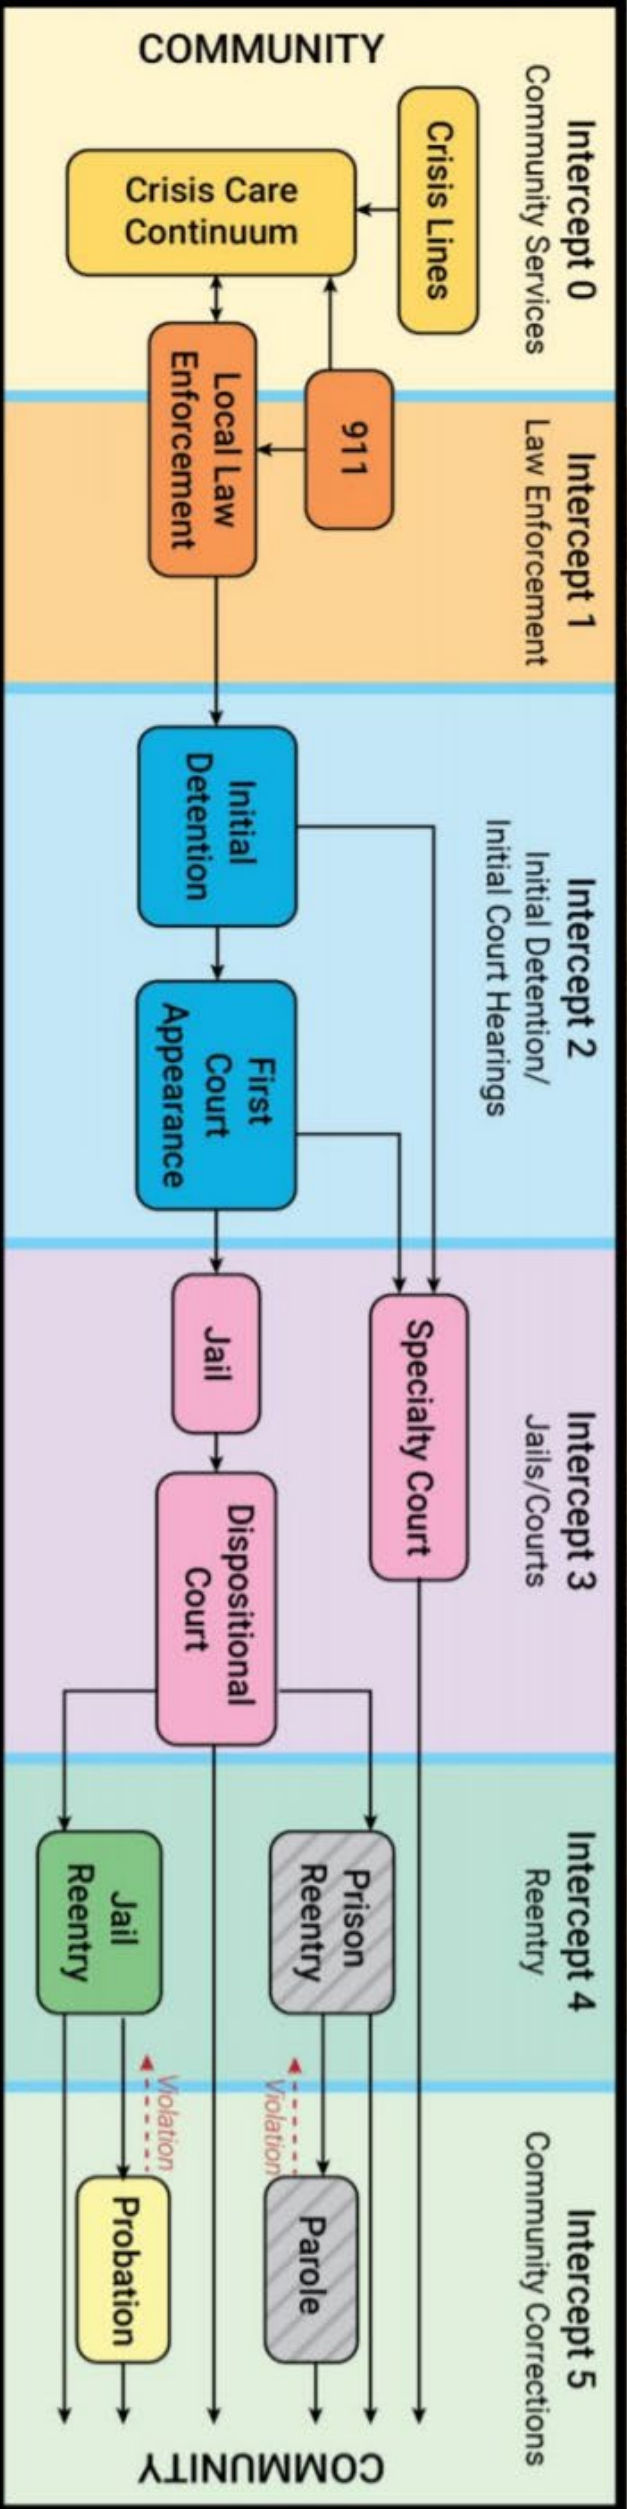 Intercept 0
Community Services
COMMUNITY
Crisis Lines
Crisis Care
Continuum
Intercept 1
Law Enforcement
911
Local Law
Enforcement
Intercept 2
Initial Detention/
Initial Court Hearings
Initial
Detention
First
Court
Appearance
Intercept 3
Jails/Courts
Specialty Court
Jail
Dispositional
Court
Intercept 4
Reentry
Prison
Reentry
Jail
Reentry
Intercept 5
Community Corrections
Violation
Parole
Violation
Probation
COMMUNITY